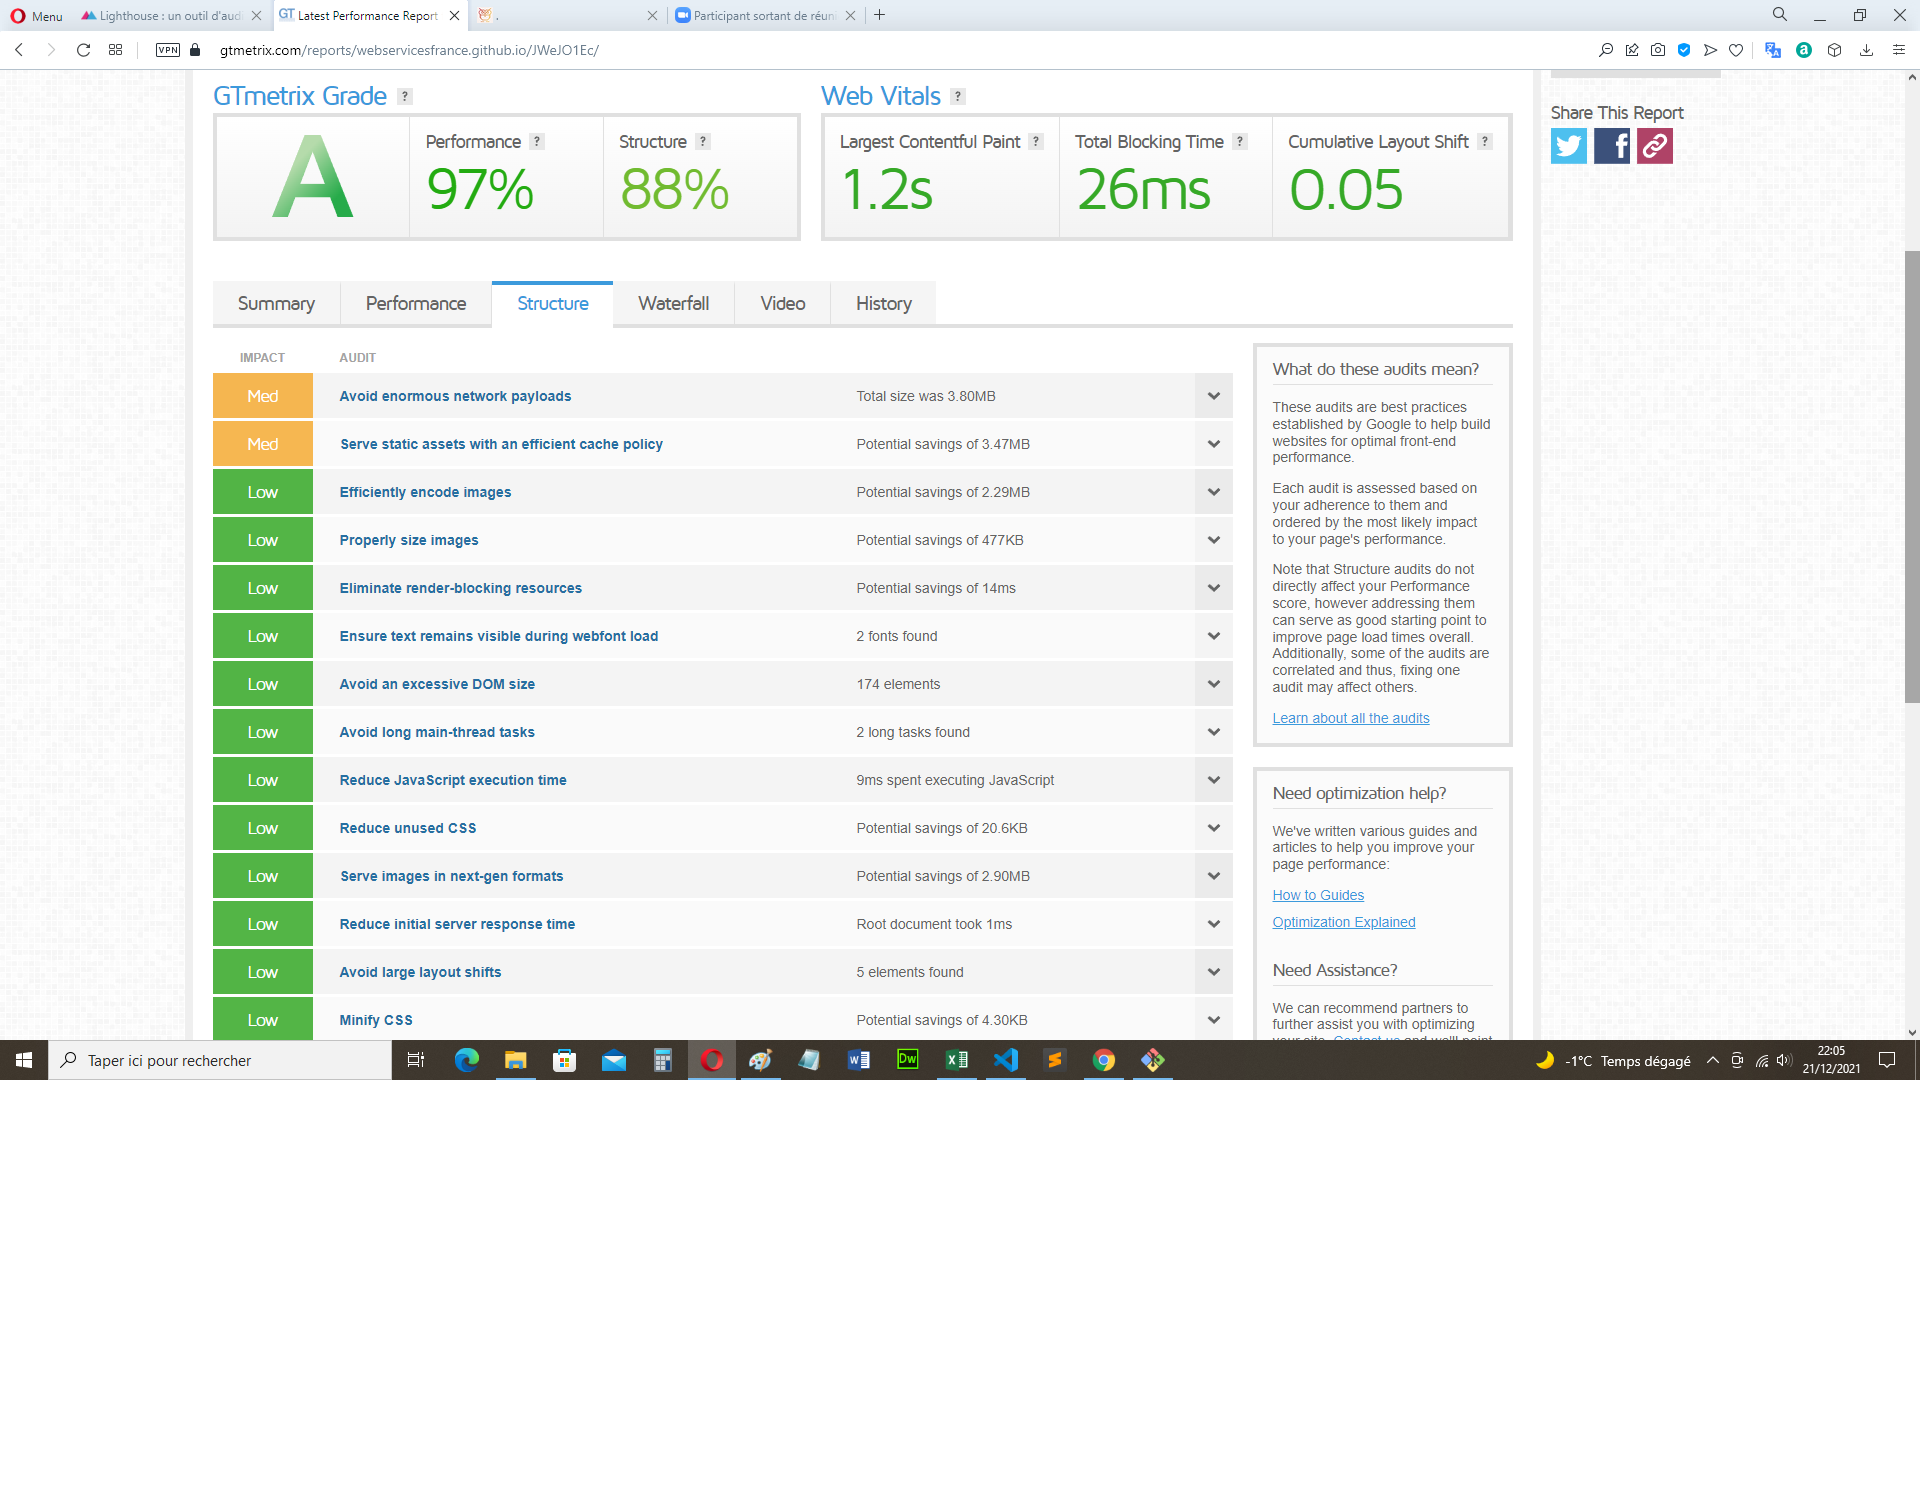 Menu
Lighthouse : un outil d'aud
GT Latest Performance Report
.
Participant sortant de réun
VPN
gtmetrix.com/reports/webservicesfrance.github.io/JWeJO1Ec/
GTmetrix Grade ?
Web Vitals ?
Share This Report
A
Performance ?
97%
Structure ?
88%
Largest Contentful Paint ?
1.2s
Total Blocking Time ?
26ms
Cumulative Layout Shift ?
0.05
Summary
Performance
Structure
Waterfall
Video
History
IMPACT AUDIT
Med Avoid enormous network payloads Total size was 3.80MB
Med Serve static assets with an efficient cache policy Potential savings of 3.47MB
Low Efficiently encode images Potential savings of 2.29MB
Low Properly size images Potential savings of 477KB
Low Eliminate render-blocking resources Potential savings of 14ms
Low Ensure text remains visible during webfont load 2 fonts found
Low Avoid an excessive DOM size 174 elements
Low Avoid long main-thread tasks 2 long tasks found
Low Reduce JavaScript execution time 9ms spent executing JavaScript
Low Reduce unused CSS Potential savings of 20.6KB
Low Serve images in next-gen formats Potential savings of 2.90MB
Low Reduce initial server response time Root document took 1ms
Low Avoid large layout shifts 5 elements found
Low Minify CSS Potential savings of 4.30KB
What do these audits mean?
These audits are best practices
established by Google to help build
websites for optimal front-end
performance.
Each audit is assessed based on
your adherence to them and
ordered by the most likely impact
to your page's performance.
Note that Structure audits do not
directly affect your Performance
score, however addressing them
can serve as good starting point to
improve page load times overall.
Additionally, some of the audits are
correlated and thus, fixing one
audit may affect others.
Learn about all the audits
Need optimization help?
We've written various guides and
articles to help you improve your
page performance:
How to Guides
Optimization Explained
Need Assistance?
We can recommend partners to
further assist you with optimizing
your site. Contact us and we'll point
Taper ici pour rechercher
Dw
-1°C Temps dégagé
22:05
21/12/2021